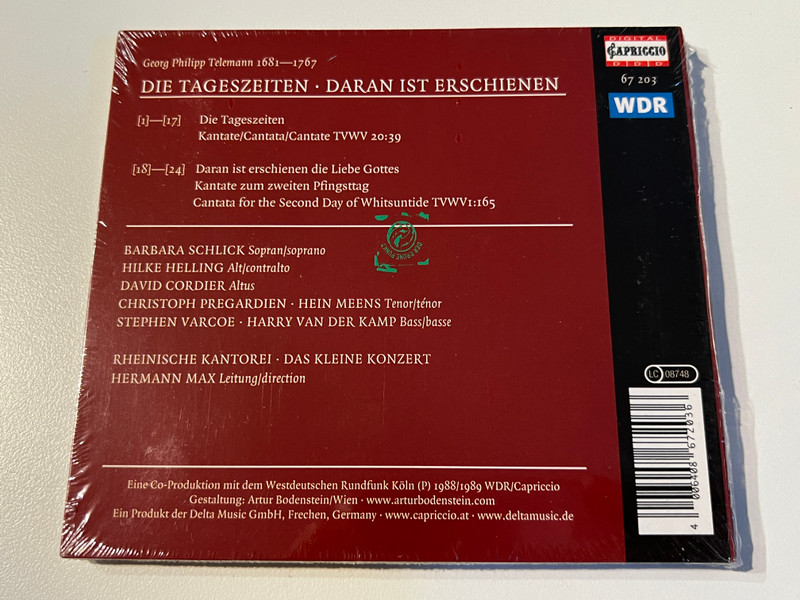 Georg Philipp Telemann 1681—1767
DIE TAGESZEITEN · DARAN IST ERSCHIENEN
[1]—[17] Die Tageszeiten
Kantate/Cantata/Cantate TVWV 20:39
[18]—[24] Daran ist erschienen die Liebe Gottes
Kantate zum zweiten Pfingsttag
Cantata for the Second Day of Whitsuntide TVWV1:165
BARBARA SCHLICK Sopran/soprano
HILKE HELLING Alt/contralto
DAVID CORDIER Altus
CHRISTOPH PREGARDIEN · HEIN MEENS Tenor/ténor
STEPHEN VARCOE · HARRY VAN DER KAMP Bass/basse
RHEINISCHE KANTOREI · DAS KLEINE KONZERT
HERMANN MAX Leitung/direction
Eine Co-Produktion mit dem Westdeutschen Rundfunk Köln (P) 1988/1989 WDR/Capriccio
Gestaltung: Artur Bodenstein/Wien · www.arturbodenstein.com
Ein Produkt der Delta Music GmbH, Frechen, Germany · www.capriccio.at · www.deltamusic.de
DIGITAL
CAPRICCIO
D D D
67 203
WDR
LC 08748
4 006408 672036
DER GRÜNE PUNKT